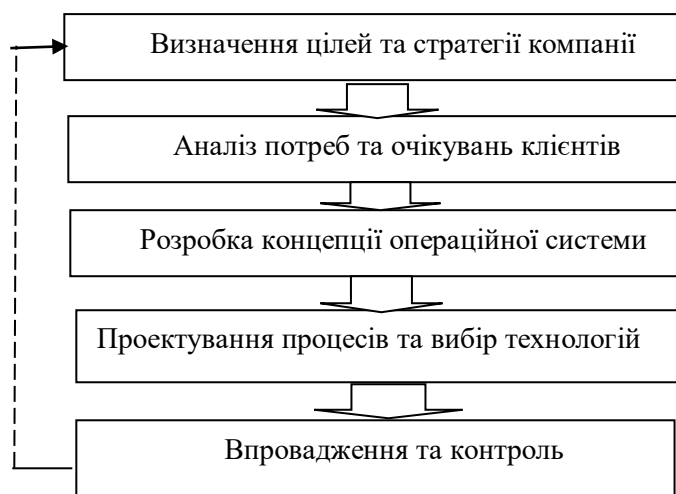 Визначення цілей та стратегії компанії
Аналіз потреб та очікувань клієнтів
Розробка концепції операційної системи
Проектування процесів та вибір технологій
Впровадження та контроль